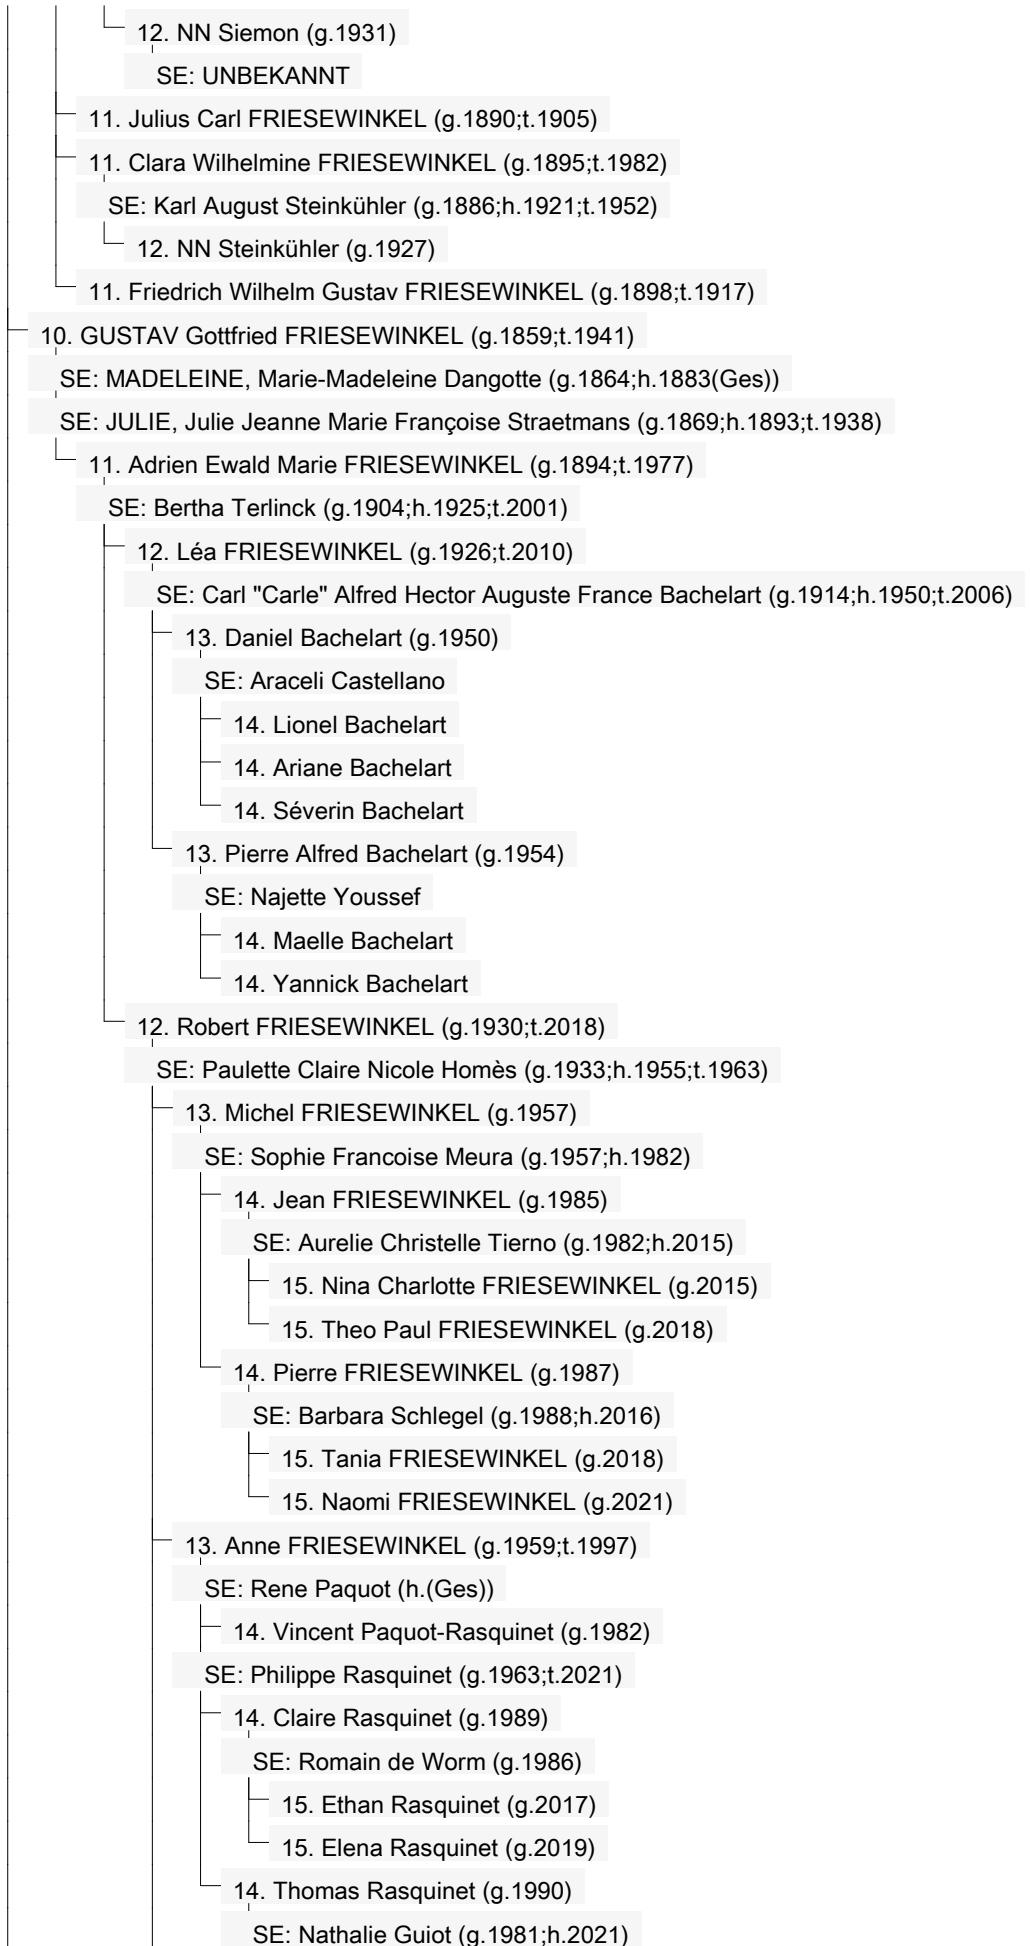 12. NN Siemon (g.1931)
SE: UNBEKANNT
11. Julius Carl FRIESEWINKEL (g.1890;t.1905)
11. Clara Wilhelmine FRIESEWINKEL (g.1895;t.1982)
SE: Karl August Steinkühler (g.1886;h.1921;t.1952)
12. NN Steinkühler (g.1927)
11. Friedrich Wilhelm Gustav FRIESEWINKEL (g.1898;t.1917)
10. GUSTAV Gottfried FRIESEWINKEL (g.1859;t.1941)
SE: MADELEINE, Marie-Madeleine Dangotte (g.1864;h.1883(Ges))
SE: JULIE, Julie Jeanne Marie Françoise Straetmans (g.1869;h.1893;t.1938)
11. Adrien Ewald Marie FRIESEWINKEL (g.1894;t.1977)
SE: Bertha Terlinck (g.1904;h.1925;t.2001)
12. Léa FRIESEWINKEL (g.1926;t.2010)
SE: Carl "Carle" Alfred Hector Auguste France Bachelart (g.1914;h.1950;t.2006)
13. Daniel Bachelart (g.1950)
SE: Araceli Castellano
14. Lionel Bachelart
14. Ariane Bachelart
14. Séverin Bachelart
13. Pierre Alfred Bachelart (g.1954)
SE: Najette Youssef
14. Maelle Bachelart
14. Yannick Bachelart
12. Robert FRIESEWINKEL (g.1930;t.2018)
SE: Paulette Claire Nicole Homès (g.1933;h.1955;t.1963)
13. Michel FRIESEWINKEL (g.1957)
SE: Sophie Francoise Meura (g.1957;h.1982)
14. Jean FRIESEWINKEL (g.1985)
SE: Aurelie Christelle Tierno (g.1982;h.2015)
15. Nina Charlotte FRIESEWINKEL (g.2015)
15. Theo Paul FRIESEWINKEL (g.2018)
14. Pierre FRIESEWINKEL (g.1987)
SE: Barbara Schlegel (g.1988;h.2016)
15. Tania FRIESEWINKEL (g.2018)
15. Naomi FRIESEWINKEL (g.2021)
13. Anne FRIESEWINKEL (g.1959;t.1997)
SE: Rene Paquot (h.(Ges))
14. Vincent Paquot-Rasquinet (g.1982)
SE: Philippe Rasquinet (g.1963;t.2021)
14. Claire Rasquinet (g.1989)
SE: Romain de Worm (g.1986)
15. Ethan Rasquinet (g.2017)
15. Elena Rasquinet (g.2019)
14. Thomas Rasquinet (g.1990)
SE: Nathalie Guiot (g.1981;h.2021)